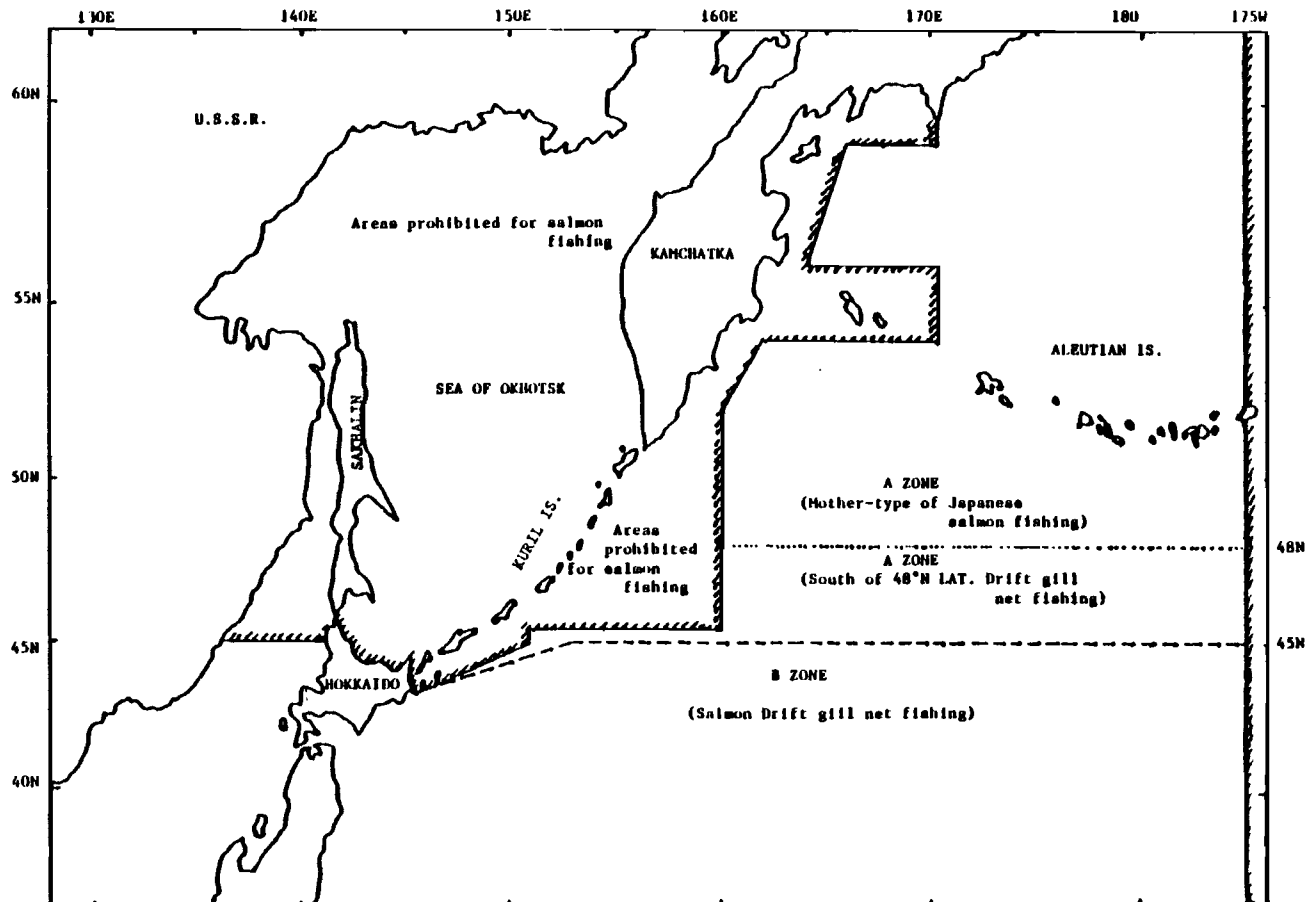 130E 140E 150E 160E 170E 180 175W
60N
U.S.S.R.
Areas prohibited for salmon
fishing
KAMCHATKA
55N
ALEUTIAN IS.
SEA OF OKHOTSK
SAKHALIN
50N
A ZONE
(Mother-type of Japanese
salmon fishing)
KURIL IS.
Areas
prohibited
for salmon
fishing
48N
A ZONE
(South of 48°N LAT. Drift gill
net fishing)
45N
45N
HOKKAIDO
B ZONE
(Salmon Drift gill net fishing)
40N